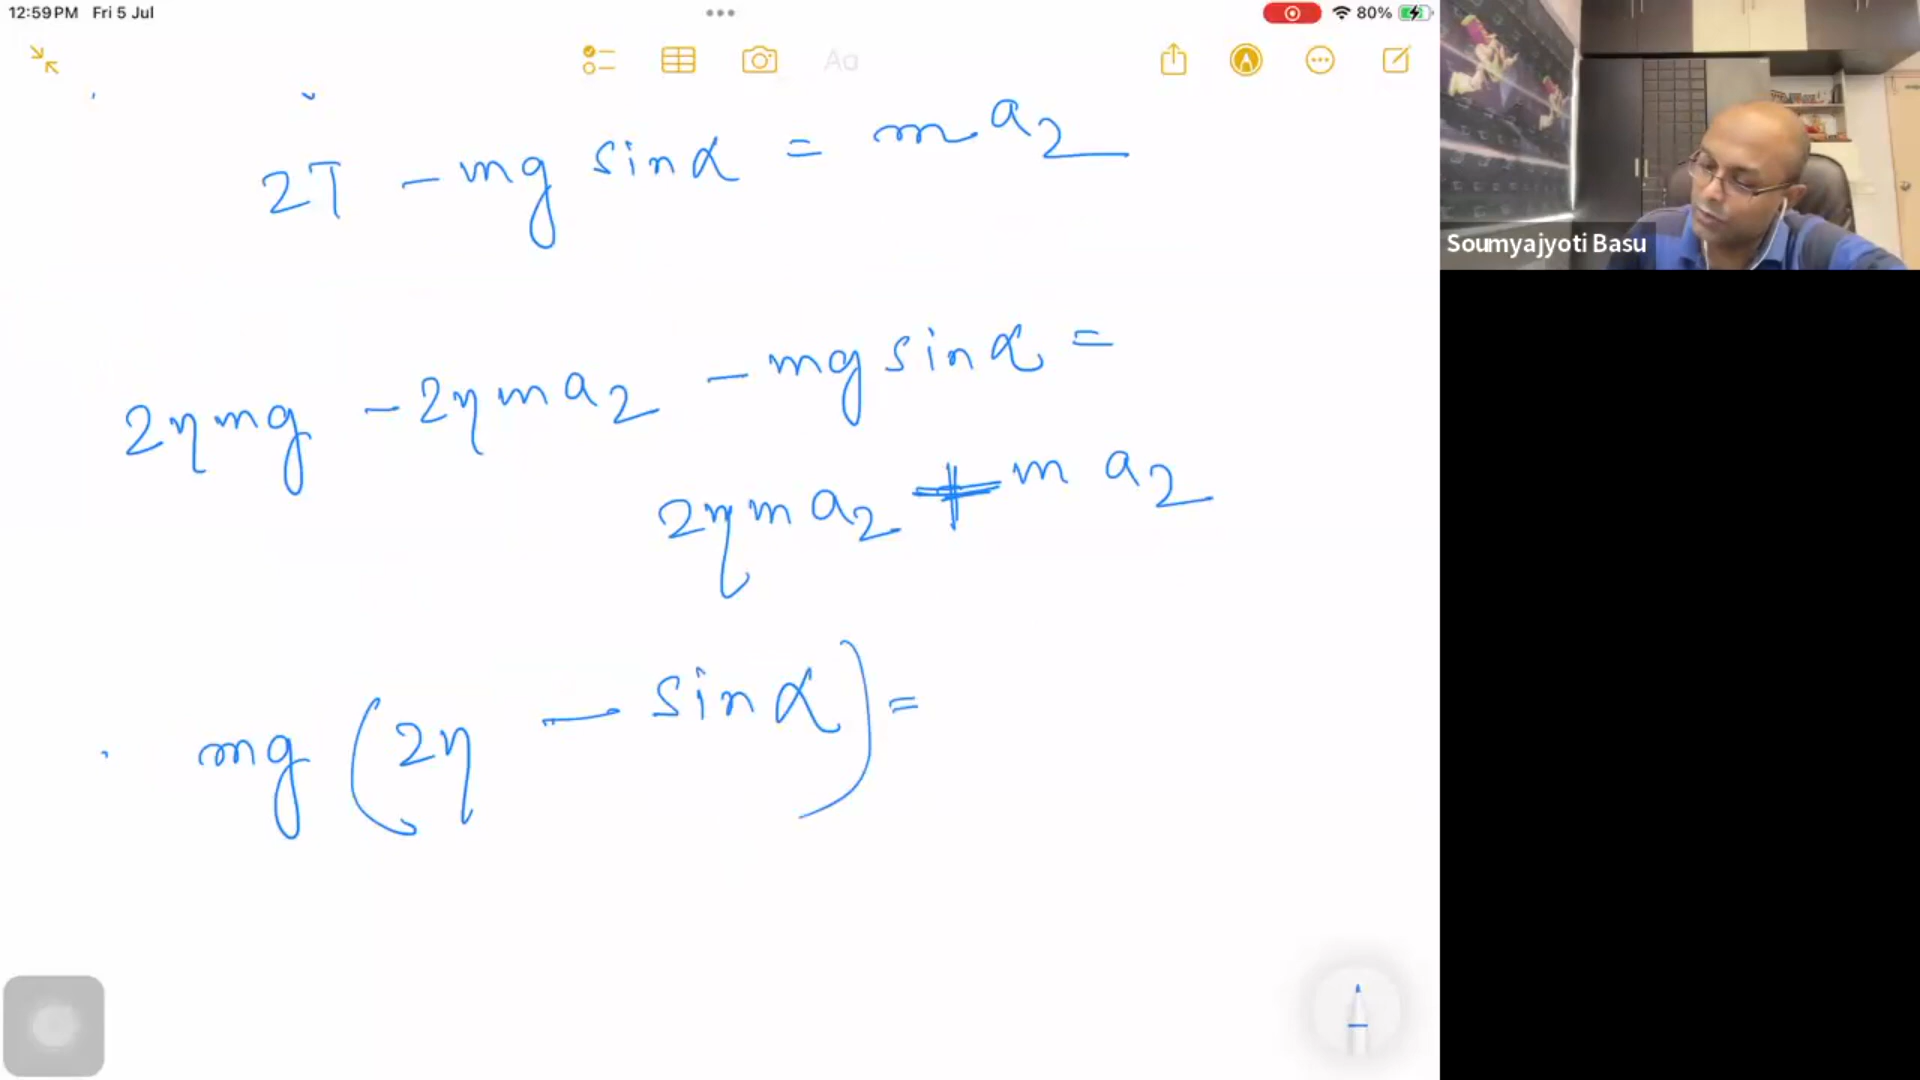 12:59 PM Fri 5 Jul
80%
Aa
2T - mg sin α = m a₂
2η mg - 2η m a₂ - mg sin α =
2η m a₂ + m a₂
mg (2η - sin α) =
Soumyajyoti Basu